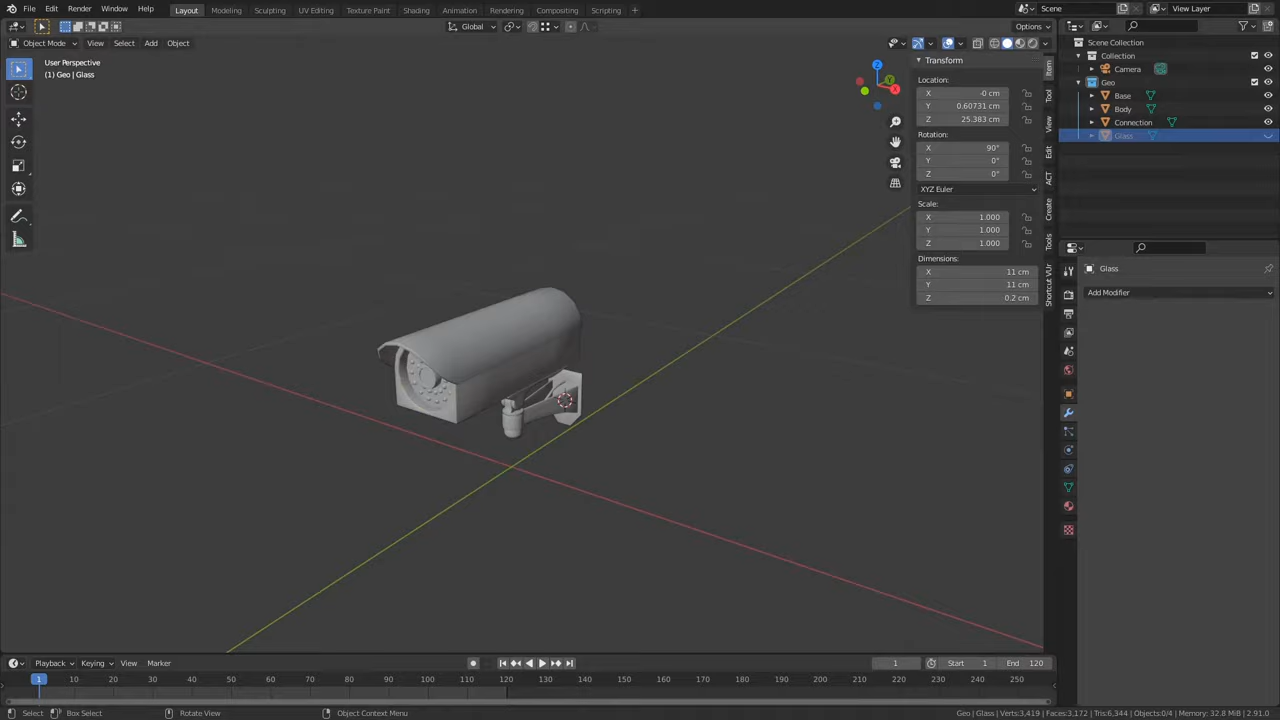 File Edit Render Window Help
Layout Modeling Sculpting UV Editing Texture Paint Shading Animation Rendering Compositing Scripting +
Scene
View Layer
Global
Options
Object Mode View Select Add Object
User Perspective
(1) Geo | Glass
Z
Y
X
Transform
Location:
X -0 cm
Y 0.60731 cm
Z 25.383 cm
Rotation:
X 90°
Y 0°
Z 0°
XYZ Euler
Scale:
X 1.000
Y 1.000
Z 1.000
Dimensions:
X 11 cm
Y 11 cm
Z 0.2 cm
Item
Tool
View
Edit
ACT
Create
Tools
Shortcut VUr
Scene Collection
Collection
Camera
Geo
Base
Body
Connection
Glass
Glass
Add Modifier
Playback Keying View Marker
1
Start 1
End 120
1 10 20 30 40 50 60 70 80 90 100 110 120 130 140 150 160 170 180 190 200 210 220 230 240 250
Select Box Select Rotate View Object Context Menu
Geo | Glass | Verts:3,419 | Faces:3,172 | Tris:6,344 | Objects:0/4 | Memory: 32.8 MiB | 2.91.0